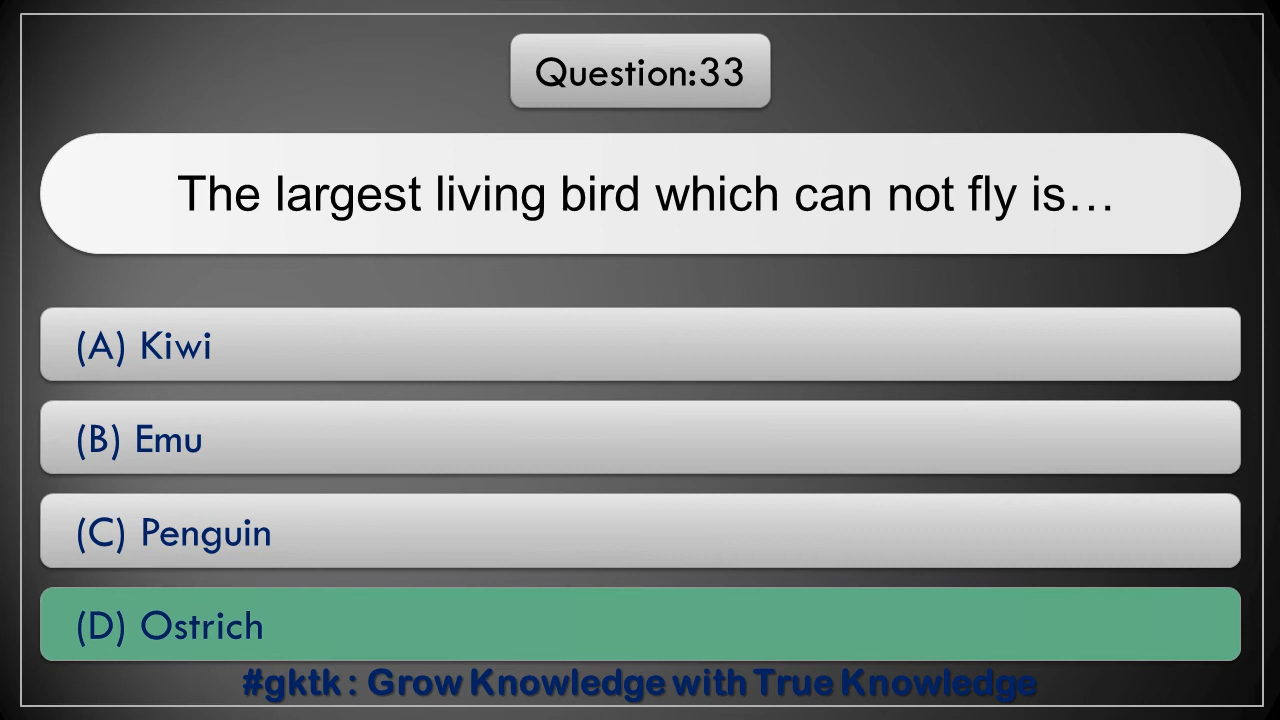 Question:33
The largest living bird which can not fly is…
(A) Kiwi
(B) Emu
(C) Penguin
(D) Ostrich
#gktk : Grow Knowledge with True Knowledge